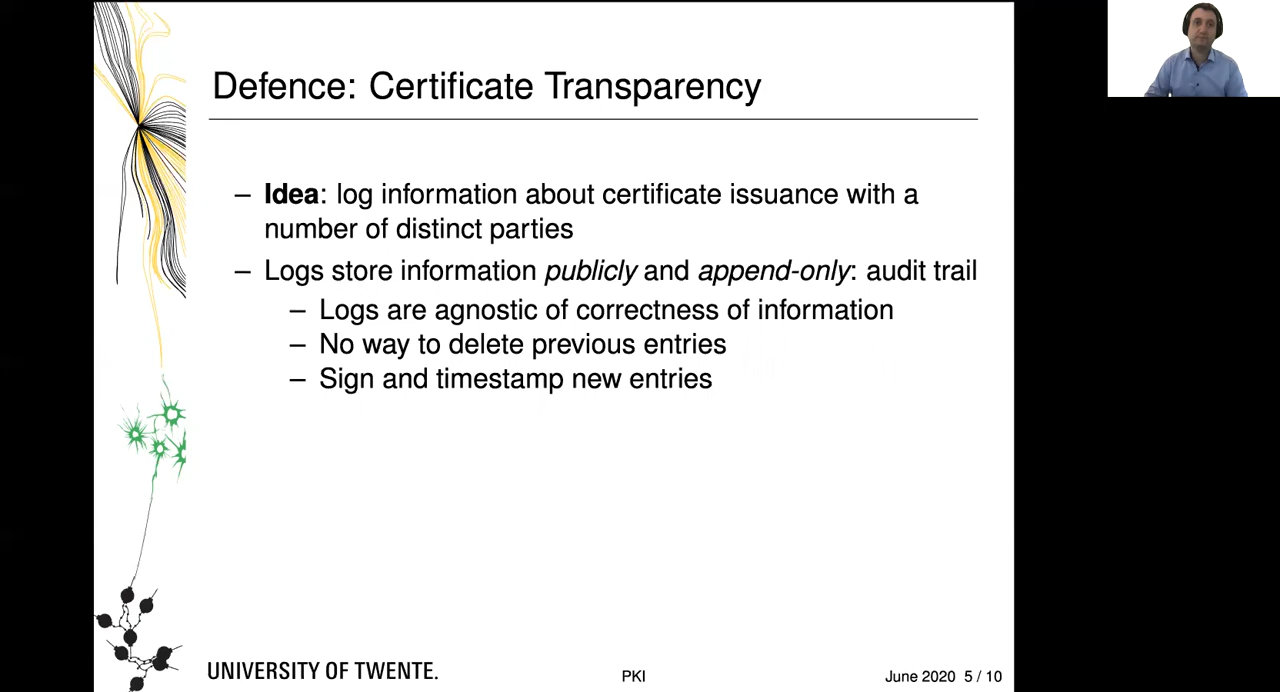 Defence: Certificate Transparency
– Idea: log information about certificate issuance with a
number of distinct parties
– Logs store information publicly and append-only: audit trail
– Logs are agnostic of correctness of information
– No way to delete previous entries
– Sign and timestamp new entries
UNIVERSITY OF TWENTE.
PKI
June 2020 5 / 10